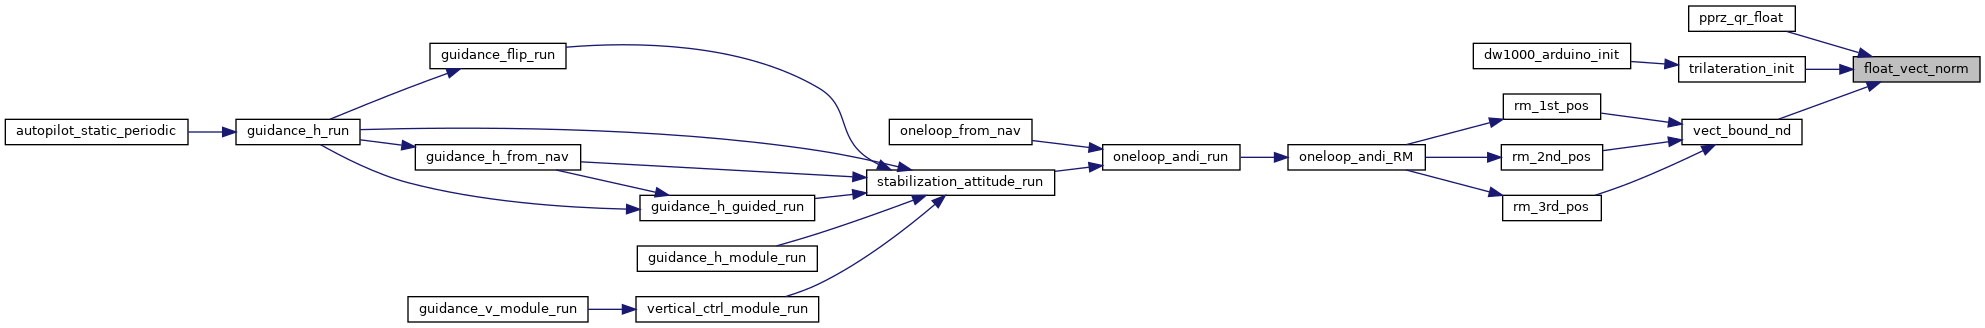 pprz_qr_float
guidance_flip_run
dw1000_arduino_init
trilateration_init
float_vect_norm
rm_1st_pos
autopilot_static_periodic
guidance_h_run
oneloop_from_nav
vect_bound_nd
guidance_h_from_nav
oneloop_andi_run
oneloop_andi_RM
rm_2nd_pos
stabilization_attitude_run
guidance_h_guided_run
rm_3rd_pos
guidance_h_module_run
guidance_v_module_run
vertical_ctrl_module_run